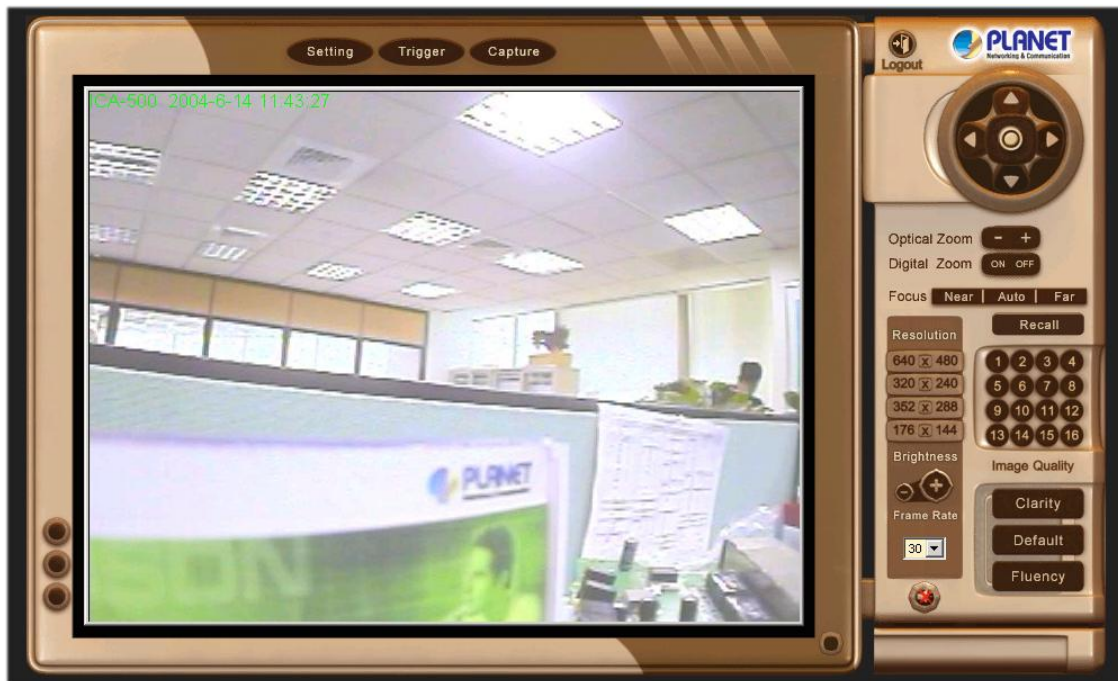 Setting Trigger Capture
Logout
PLANET
Networking & Communication
ICA-500 2004-6-14 11:43:27
Optical Zoom - +
Digital Zoom ON OFF
Focus Near | Auto | Far
Recall
Resolution
640 X 480
320 X 240
352 X 288
176 X 144
1 2 3 4
5 6 7 8
9 10 11 12
13 14 15 16
Brightness
- +
Frame Rate
30
Image Quality
Clarity
Default
Fluency
PLANET
SON